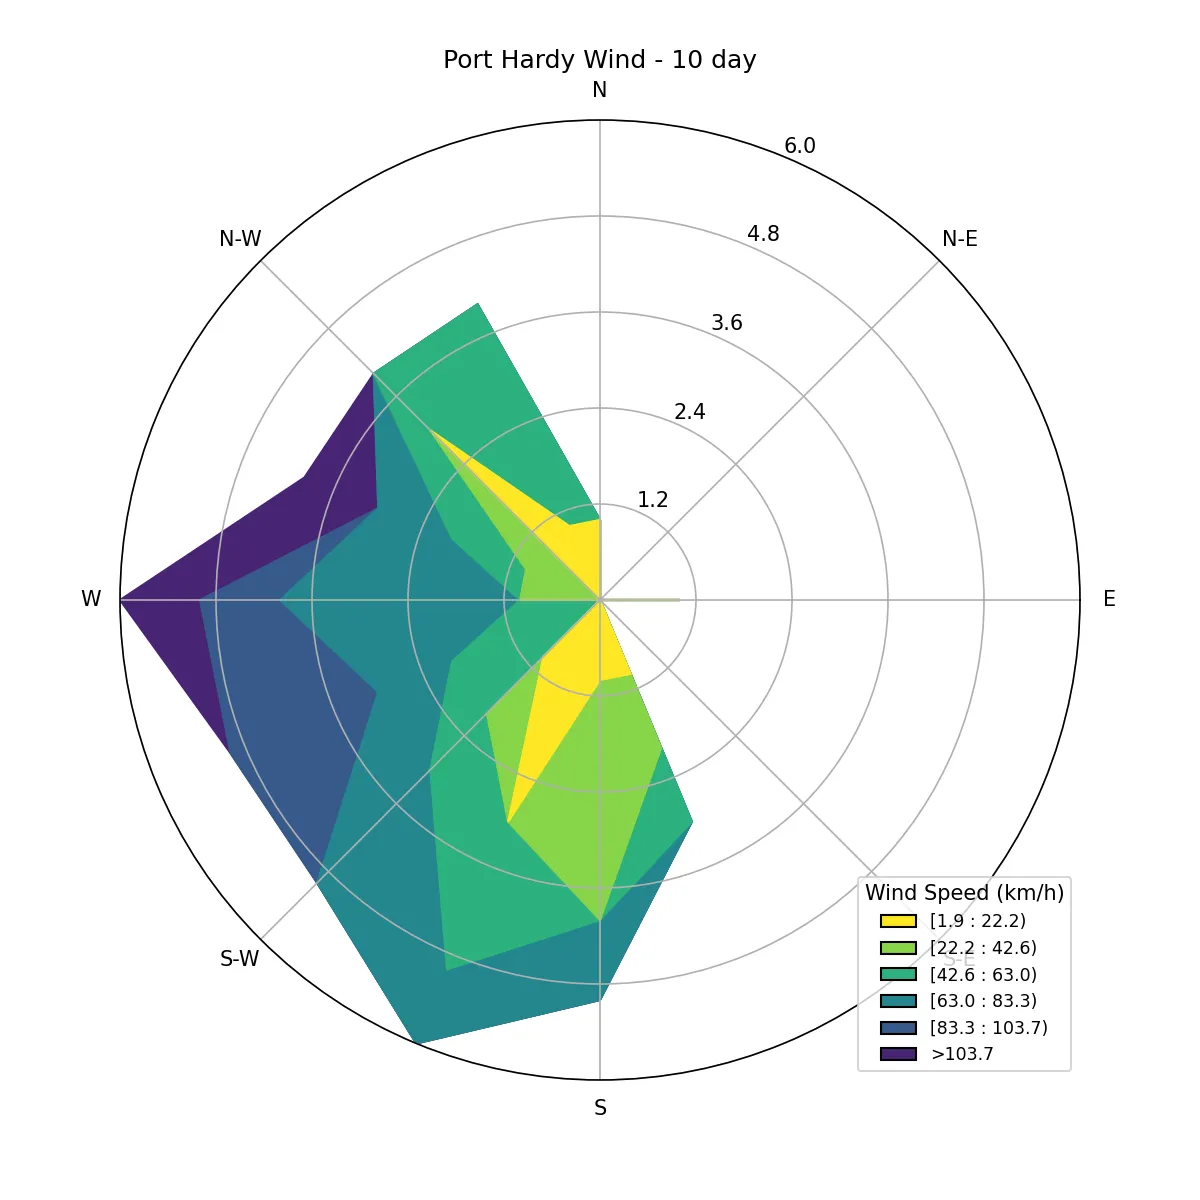 Port Hardy Wind - 10 day
N
6.0
N-W
4.8
N-E
3.6
2.4
1.2
W
E
Wind Speed (km/h)
[1.9 : 22.2)
[22.2 : 42.6)
S-W
S-E
[42.6 : 63.0)
[63.0 : 83.3)
[83.3 : 103.7)
>103.7
S